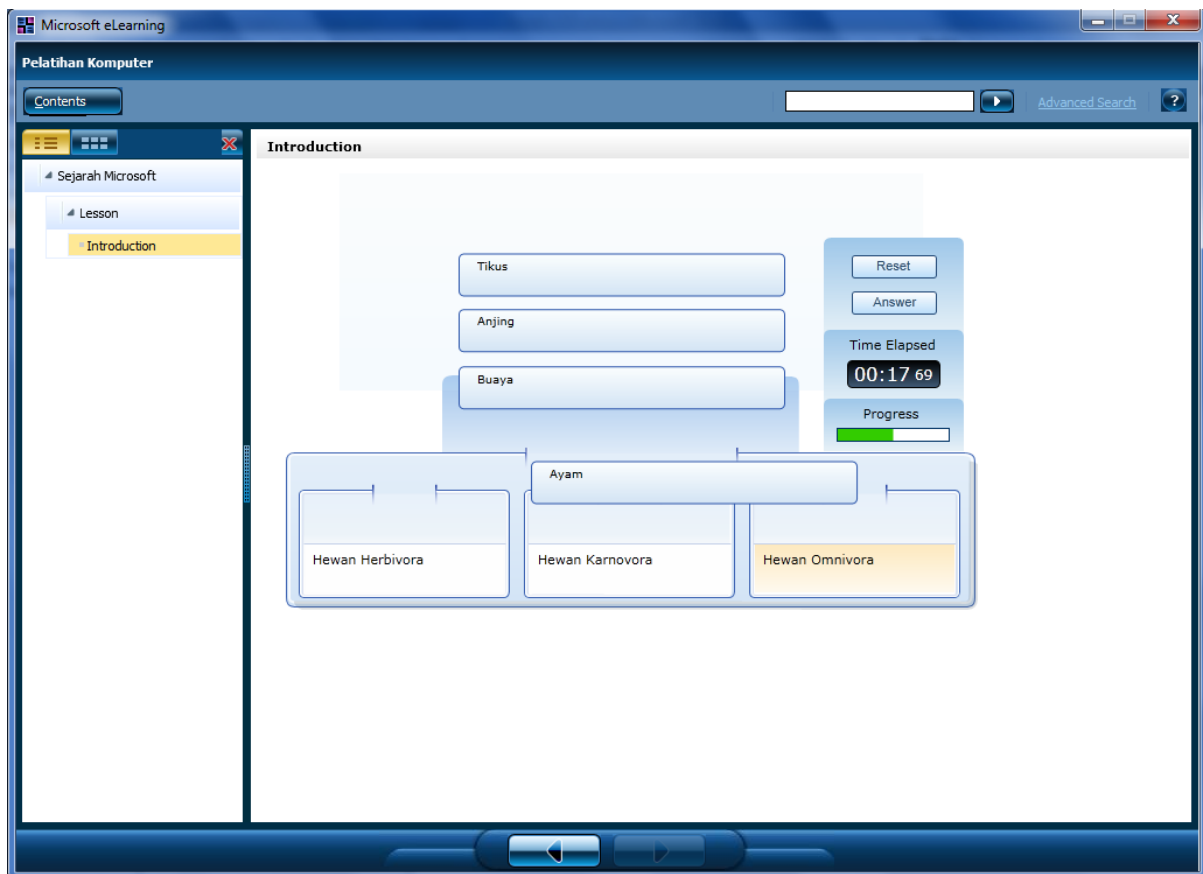 Microsoft eLearning
Pelatihan Komputer
Contents
Advanced Search
?
Sejarah Microsoft
Lesson
Introduction
Introduction
Tikus
Anjing
Buaya
Ayam
Reset
Answer
Time Elapsed
00:17 69
Progress
Hewan Herbivora
Hewan Karnovora
Hewan Omnivora